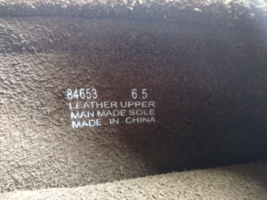 84653 6.5
LEATHER UPPER
MAN MADE SOLE
MADE IN CHINA